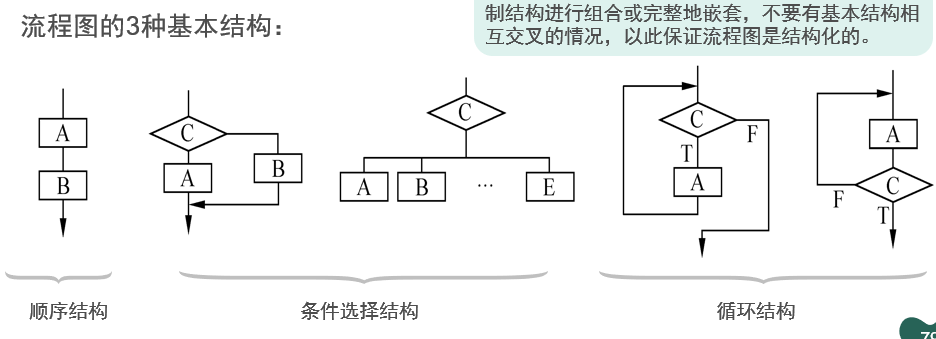 流程图的3种基本结构：
制结构进行组合或完整地嵌套，不要有基本结构相
互交叉的情况，以此保证流程图是结构化的。
A
B
C
A
B
C
A
B
...
E
C
T
F
A
A
C
F
T
顺序结构
条件选择结构
循环结构